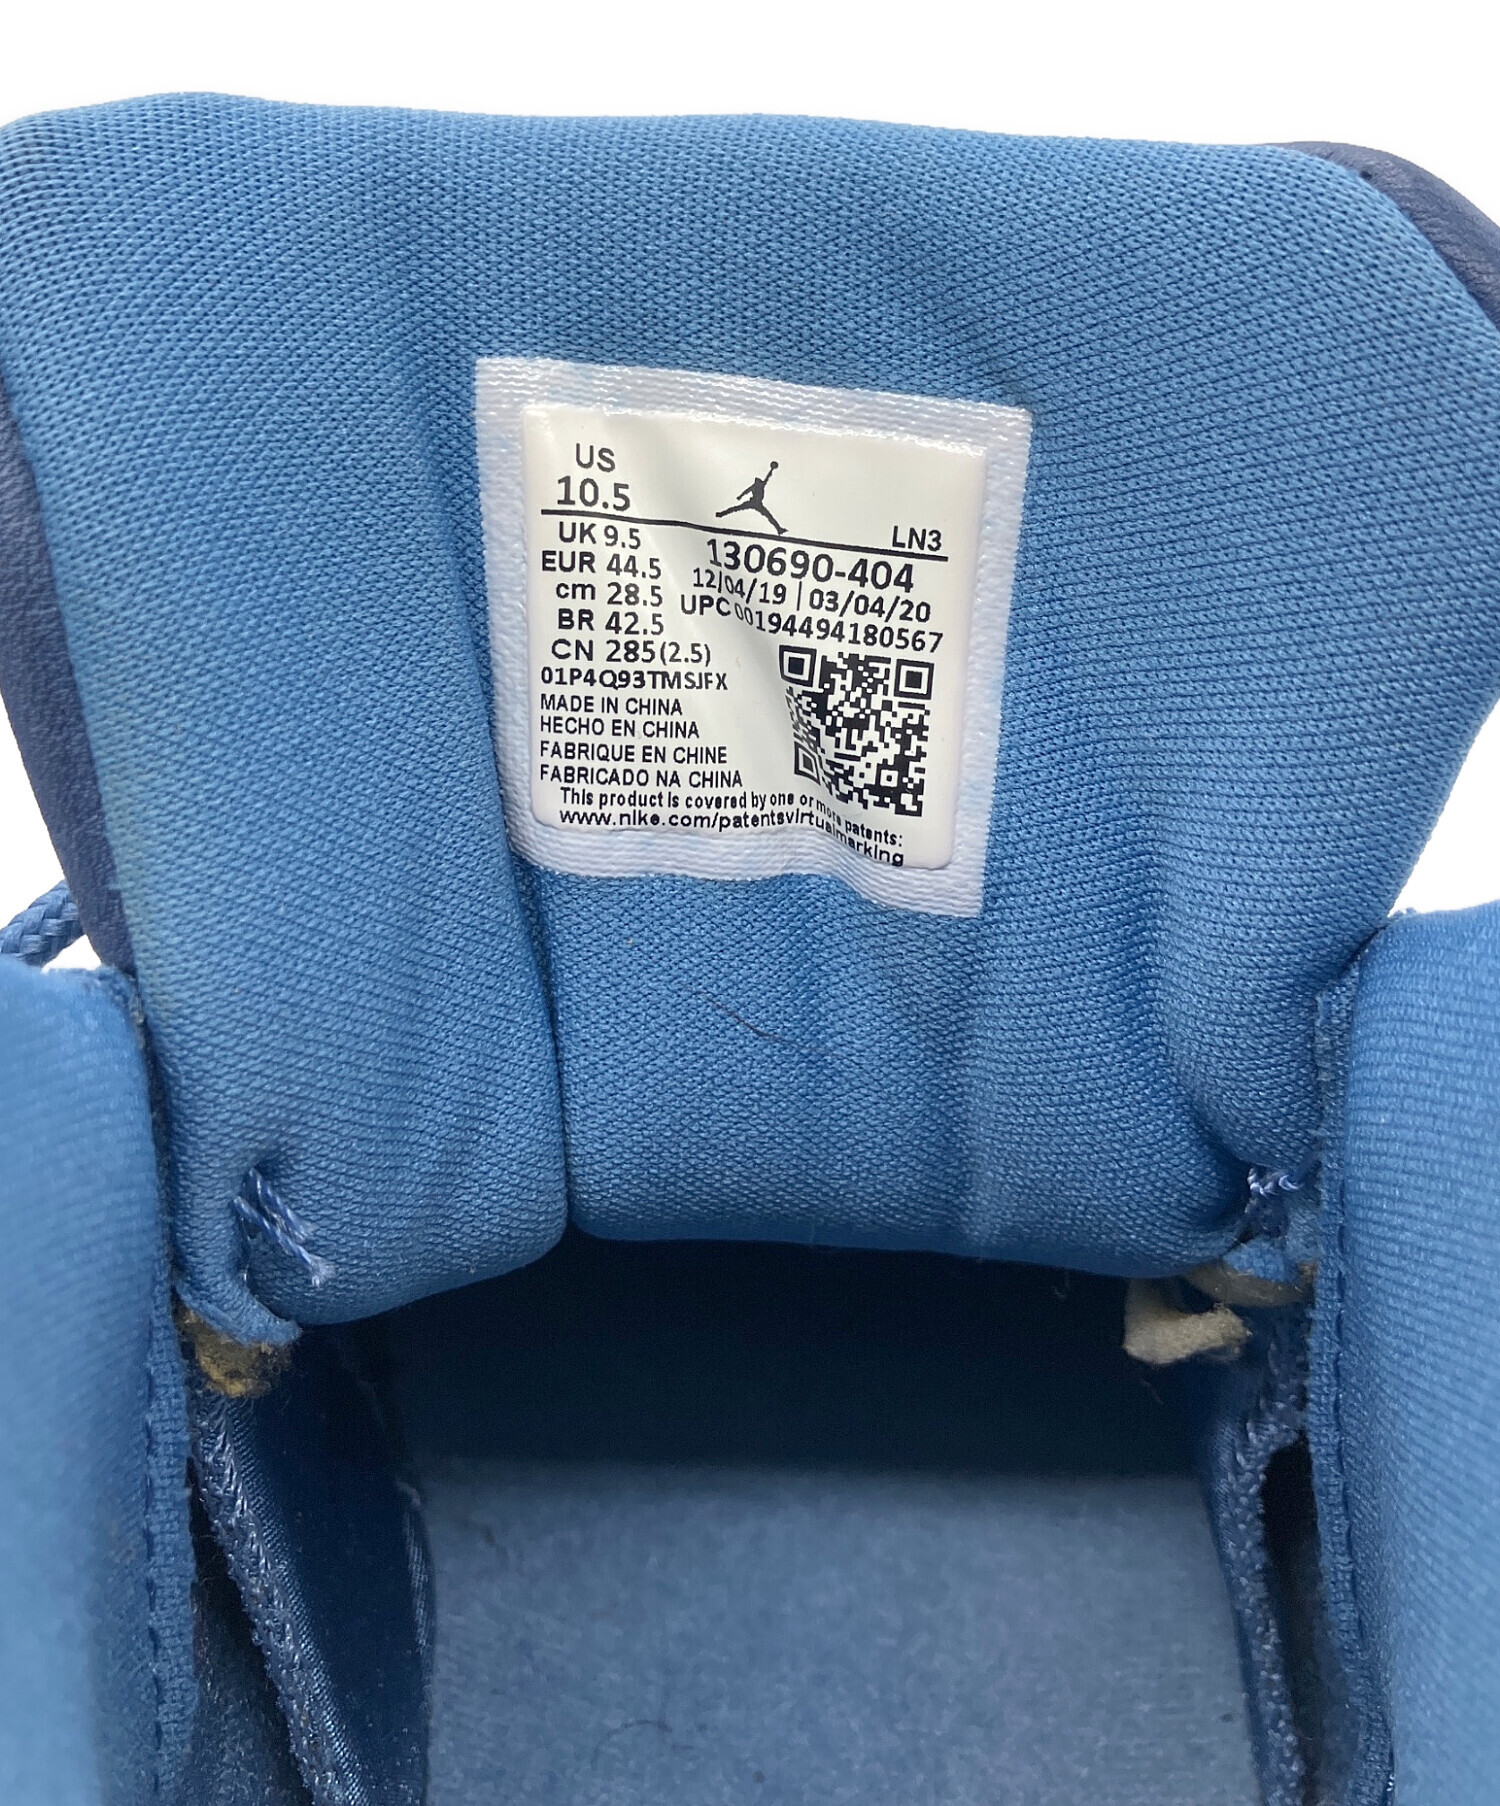 US
10.5
LN3
UK 9.5
EUR 44.5
cm 28.5
BR 42.5
CN 285(2.5)
130690-404
12/04/19 | 03/04/20
UPC 00194494180567
01P4Q93TMSJFX
MADE IN CHINA
HECHO EN CHINA
FABRIQUE EN CHINE
FABRICADO NA CHINA
This product is covered by one or more patents:
www.nike.com/patentsvirtualmarking